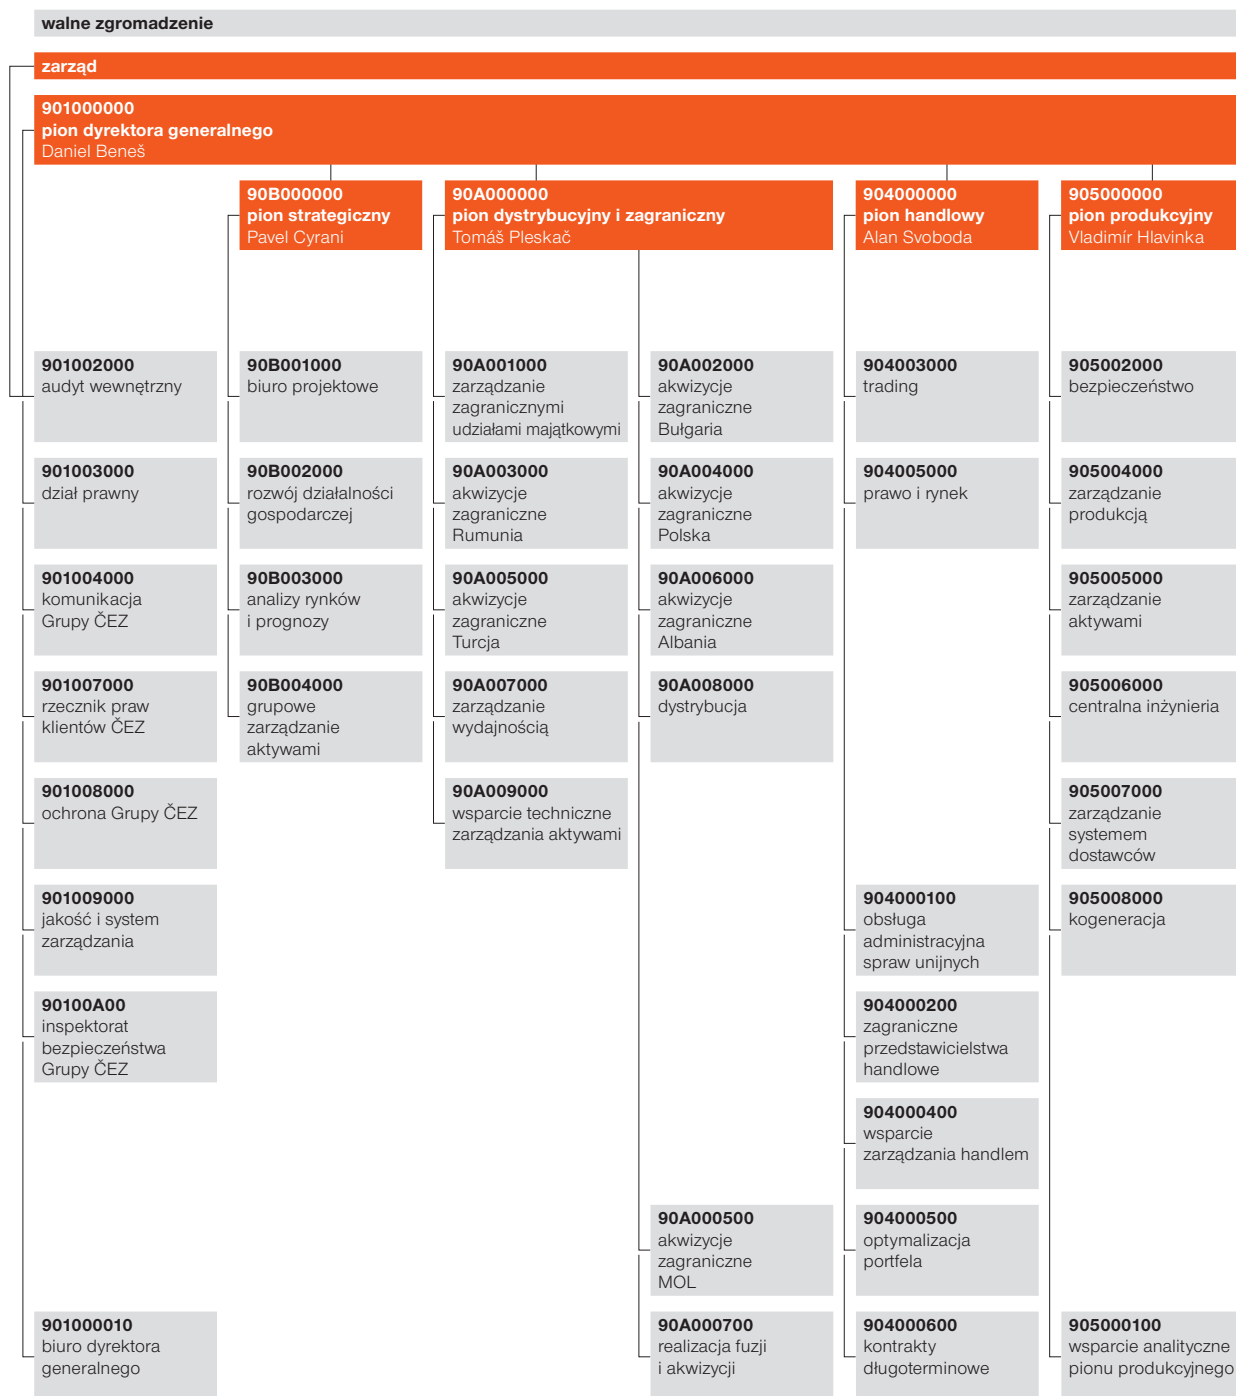 walne zgromadzenie
zarząd
901000000
pion dyrektora generalnego
Daniel Beneš
90B000000
pion strategiczny
Pavel Cyrani
90A000000
pion dystrybucyjny i zagraniczny
Tomáš Pleskač
904000000
pion handlowy
Alan Svoboda
905000000
pion produkcyjny
Vladimír Hlavinka
901002000
audyt wewnętrzny
90B001000
biuro projektowe
90A001000
zarządzanie
zagranicznymi
udziałami majątkowymi
90A002000
akwizycje
zagraniczne
Bułgaria
904003000
trading
905002000
bezpieczeństwo
901003000
dział prawny
90B002000
rozwój działalności
gospodarczej
90A003000
akwizycje
zagraniczne
Rumunia
90A004000
akwizycje
zagraniczne
Polska
904005000
prawo i rynek
905004000
zarządzanie
produkcją
901004000
komunikacja
Grupy ČEZ
90B003000
analizy rynków
i prognozy
90A005000
akwizycje
zagraniczne
Turcja
90A006000
akwizycje
zagraniczne
Albania
905005000
zarządzanie
aktywami
901007000
rzecznik praw
klientów ČEZ
90B004000
grupowe
zarządzanie
aktywami
90A007000
zarządzanie
wydajnością
90A008000
dystrybucja
905006000
centralna inżynieria
901008000
ochrona Grupy ČEZ
90A009000
wsparcie techniczne
zarządzania aktywami
905007000
zarządzanie
systemem
dostawców
901009000
jakość i system
zarządzania
904000100
obsługa
administracyjna
spraw unijnych
905008000
kogeneracja
90100A00
inspektorat
bezpieczeństwa
Grupy ČEZ
904000200
zagraniczne
przedstawicielstwa
handlowe
904000400
wsparcie
zarządzania handlem
90A000500
akwizycje
zagraniczne
MOL
904000500
optymalizacja
portfela
901000010
biuro dyrektora
generalnego
90A000700
realizacja fuzji
i akwizycji
904000600
kontrakty
długoterminowe
905000100
wsparcie analityczne
pionu produkcyjnego